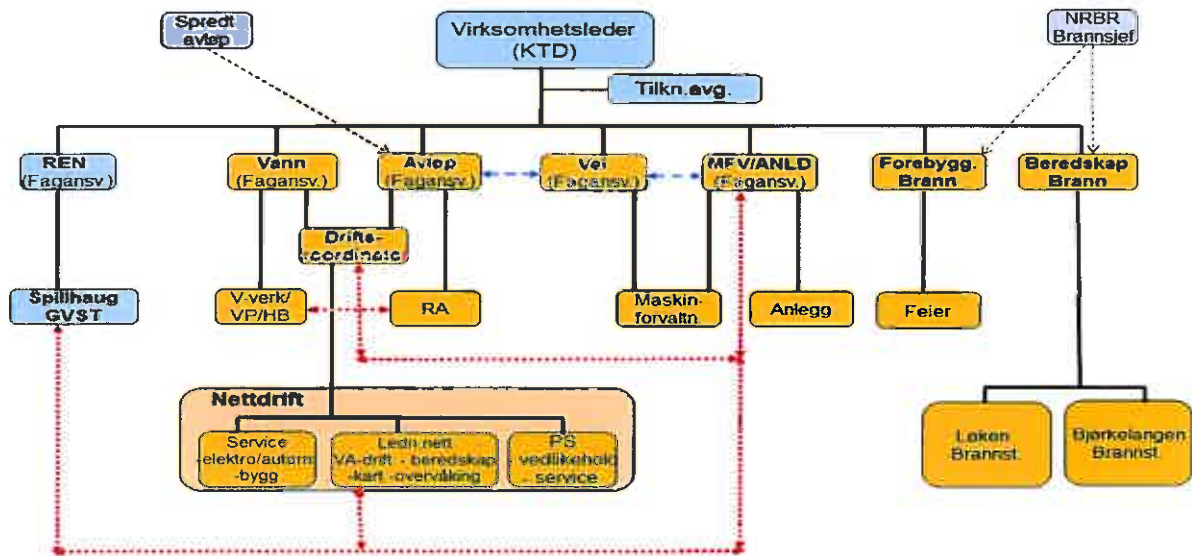 Spredt
avløp
Virksomhetsleder
(KTD)
NRBR
Brannsjef
Tilkn.avg.
REN
(Fagansv.)
Vann
(Fagansv.)
Avløp
(Fagansv.)
Vei
(Fagansv.)
MFV/ANLD
(Fagansv.)
Forebygg.
Brann
Beredskap
Brann
Drifts-
coordinator
Spillhaug
GVST
V-verk/
VP/HB
RA
Maskin-
forvaltn.
Anlegg
Feier
Nettdrift
Service
-elektro/autom
-bygg
Ledn.nett
VA-drift - beredskap
-kart -overvåking
PS
- vedlikehold
- service
Løken
Brannst.
Bjørkelangen
Brannst.